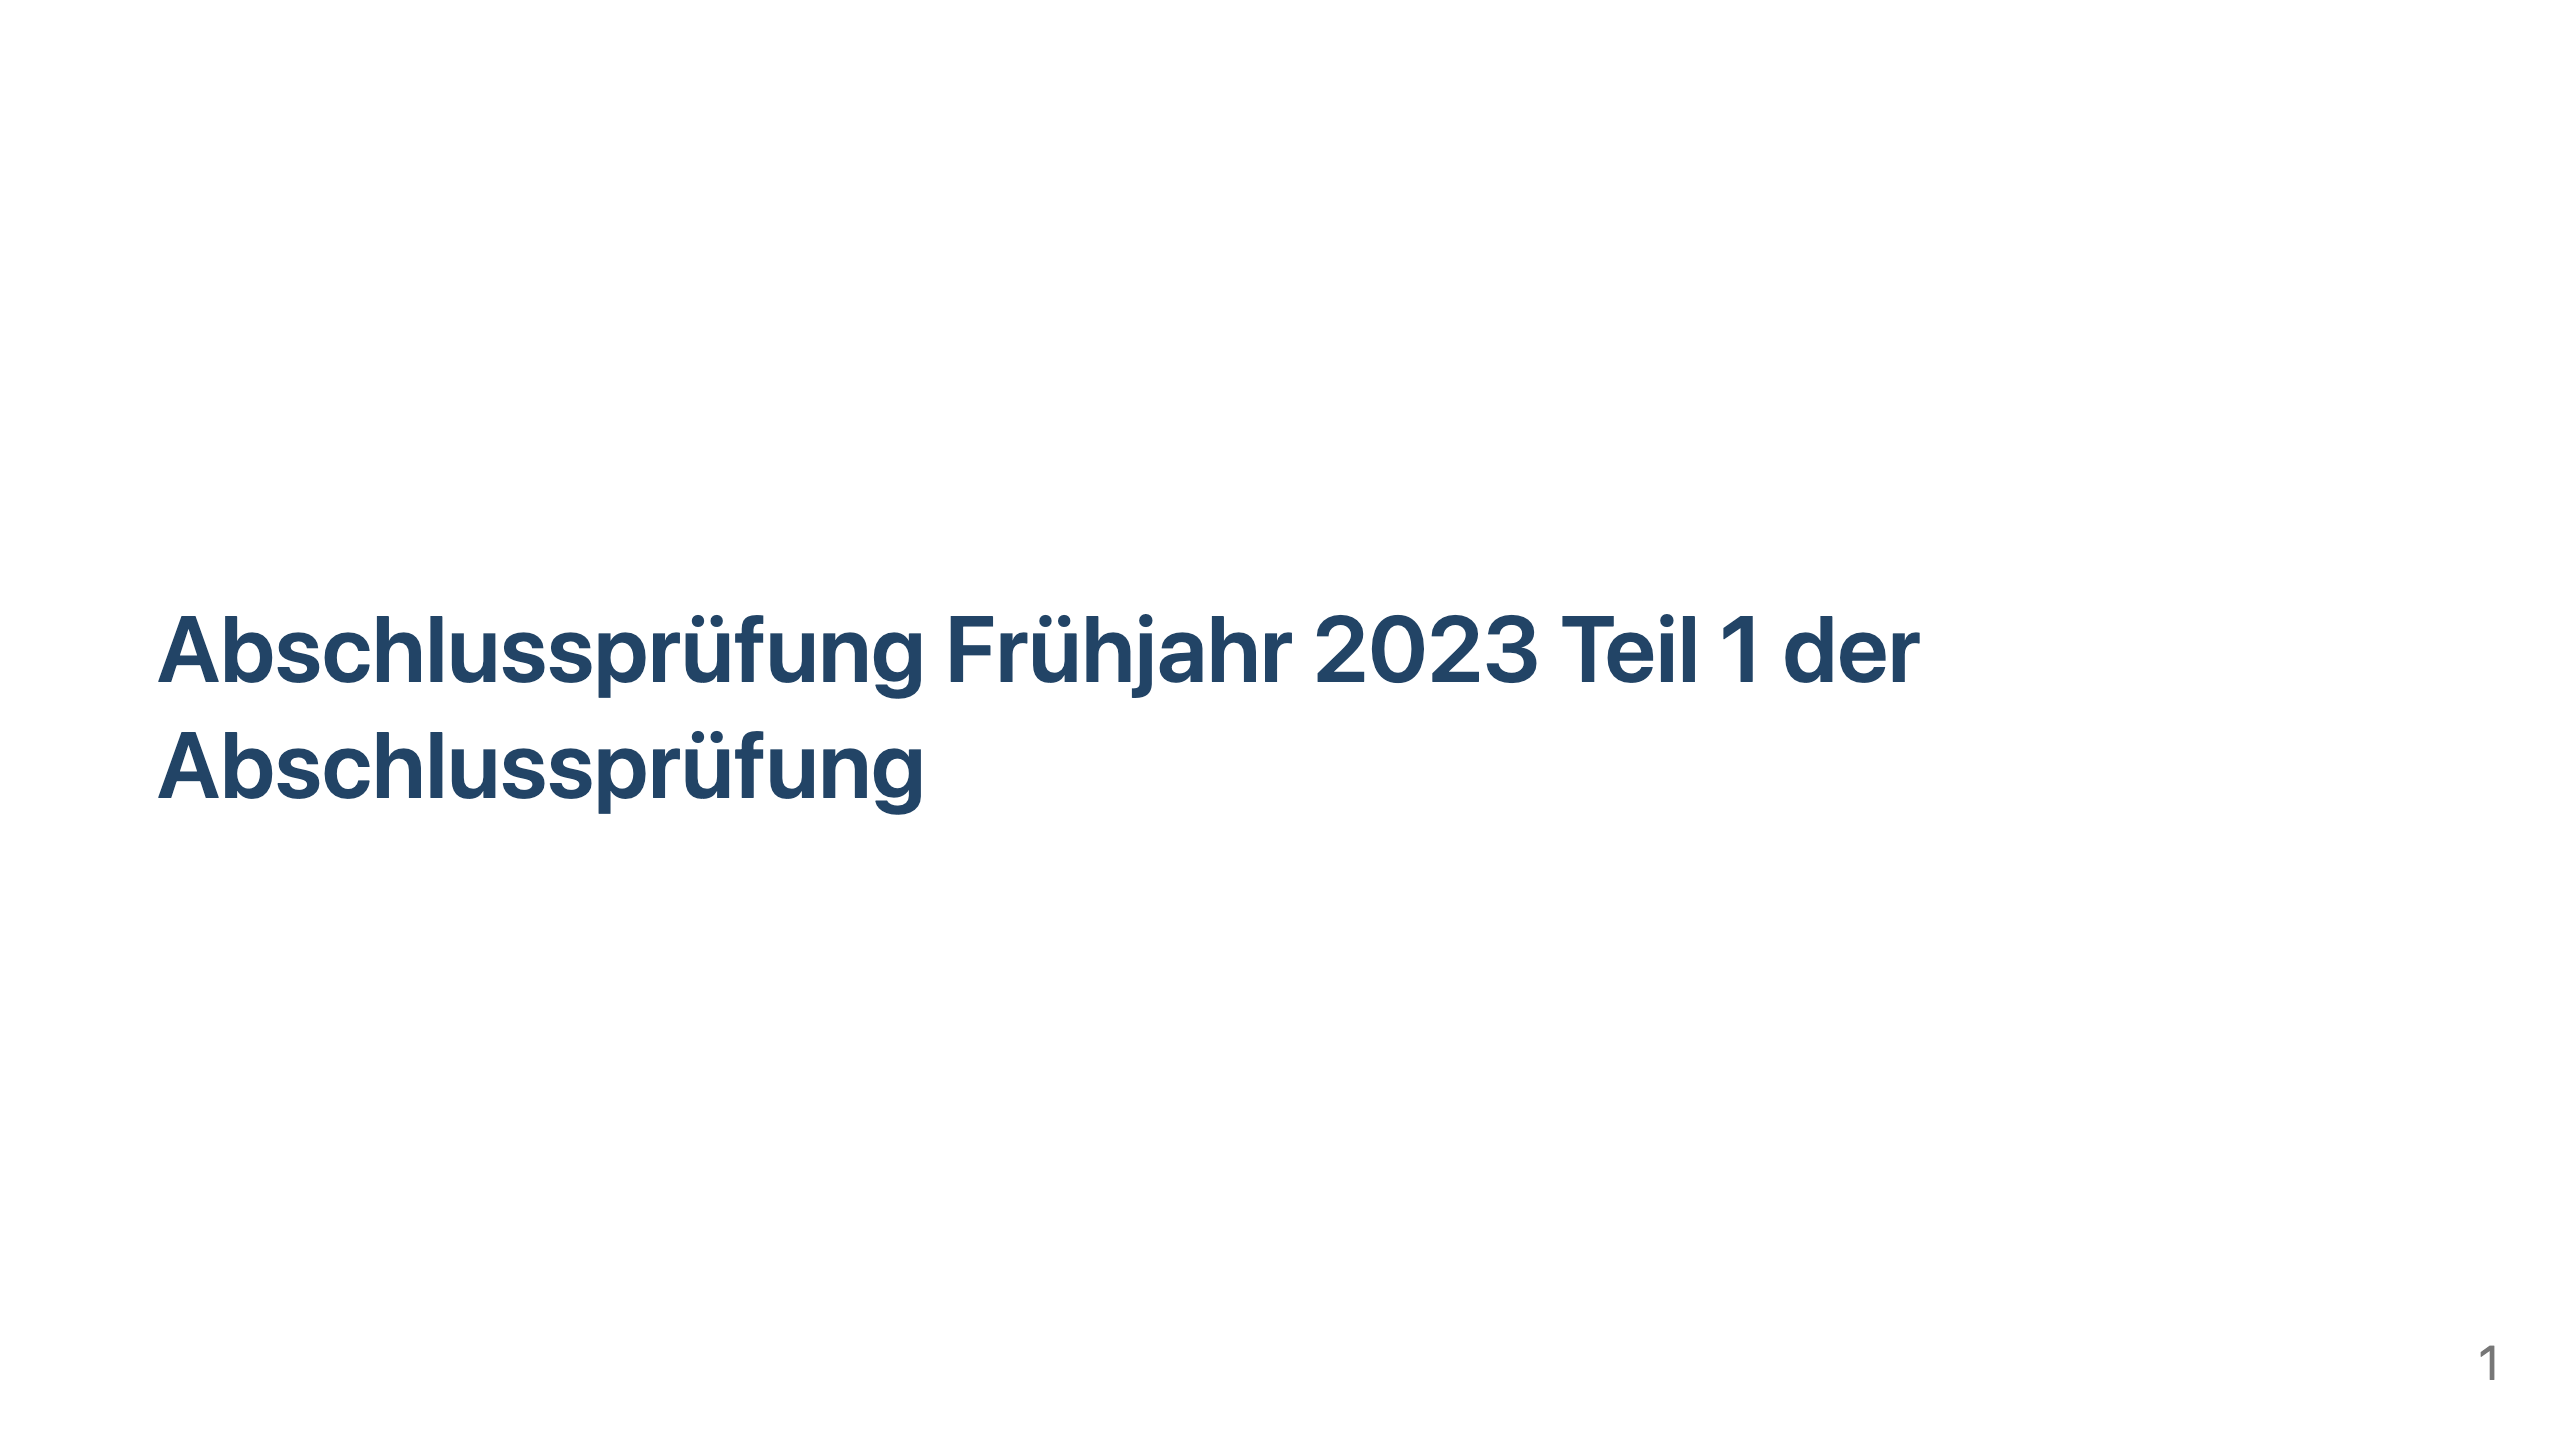 Abschlussprüfung Frühjahr 2023 Teil 1 der
Abschlussprüfung
1